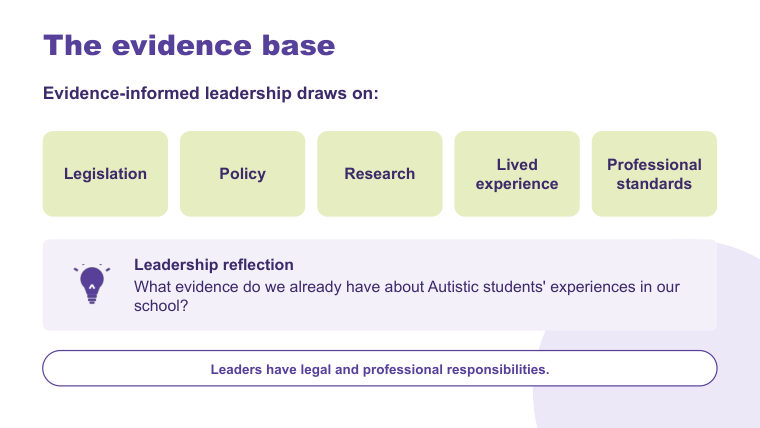 The evidence base
Evidence-informed leadership draws on:
Legislation
Policy
Research
Lived
experience
Professional
standards
Leadership reflection
What evidence do we already have about Autistic students' experiences in our
school?
Leaders have legal and professional responsibilities.